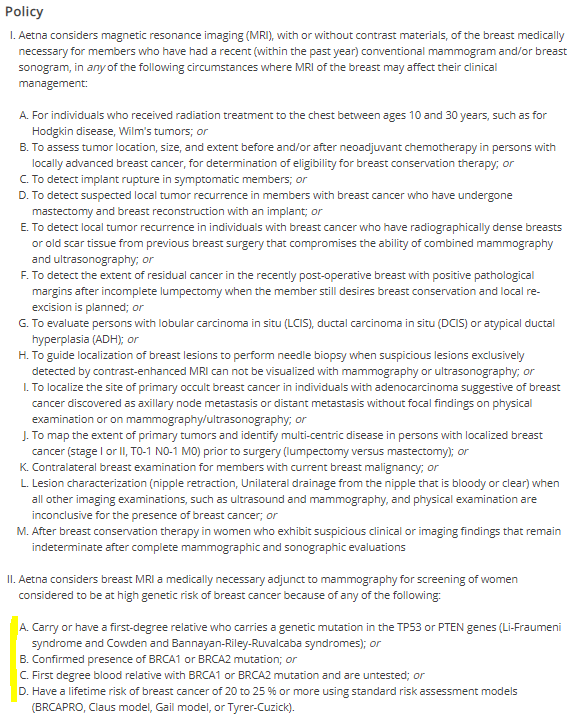 Policy
I. Aetna considers magnetic resonance imaging (MRI), with or without contrast materials, of the breast medically
necessary for members who have had a recent (within the past year) conventional mammogram and/or breast
sonogram, in any of the following circumstances where MRI of the breast may affect their clinical
management:
A. For individuals who received radiation treatment to the chest between ages 10 and 30 years, such as for
Hodgkin disease, Wilm's tumors; or
B. To assess tumor location, size, and extent before and/or after neoadjuvant chemotherapy in persons with
locally advanced breast cancer, for determination of eligibility for breast conservation therapy; or
C. To detect implant rupture in symptomatic members; or
D. To detect suspected local tumor recurrence in members with breast cancer who have undergone
mastectomy and breast reconstruction with an implant; or
E. To detect local tumor recurrence in individuals with breast cancer who have radiographically dense breasts
or old scar tissue from previous breast surgery that compromises the ability of combined mammography
and ultrasonography; or
F. To detect the extent of residual cancer in the recently post-operative breast with positive pathological
margins after incomplete lumpectomy when the member still desires breast conservation and local re-
excision is planned; or
G. To evaluate persons with lobular carcinoma in situ (LCIS), ductal carcinoma in situ (DCIS) or atypical ductal
hyperplasia (ADH); or
H. To guide localization of breast lesions to perform needle biopsy when suspicious lesions exclusively
detected by contrast-enhanced MRI can not be visualized with mammography or ultrasonography; or
I. To localize the site of primary occult breast cancer in individuals with adenocarcinoma suggestive of breast
cancer discovered as axillary node metastasis or distant metastasis without focal findings on physical
examination or on mammography/ultrasonography; or
J. To map the extent of primary tumors and identify multi-centric disease in persons with localized breast
cancer (stage I or II, T0-1 N0-1 M0) prior to surgery (lumpectomy versus mastectomy); or
K. Contralateral breast examination for members with current breast malignancy; or
L. Lesion characterization (nipple retraction, Unilateral drainage from the nipple that is bloody or clear) when
all other imaging examinations, such as ultrasound and mammography, and physical examination are
inconclusive for the presence of breast cancer; or
M. After breast conservation therapy in women who exhibit suspicious clinical or imaging findings that remain
indeterminate after complete mammographic and sonographic evaluations
II. Aetna considers breast MRI a medically necessary adjunct to mammography for screening of women
considered to be at high genetic risk of breast cancer because of any of the following:
A. Carry or have a first-degree relative who carries a genetic mutation in the TP53 or PTEN genes (Li-Fraumeni
syndrome and Cowden and Bannayan-Riley-Ruvalcaba syndromes); or
B. Confirmed presence of BRCA1 or BRCA2 mutation; or
C. First degree blood relative with BRCA1 or BRCA2 mutation and are untested; or
D. Have a lifetime risk of breast cancer of 20 to 25 % or more using standard risk assessment models
(BRCAPRO, Claus model, Gail model, or Tyrer-Cuzick).